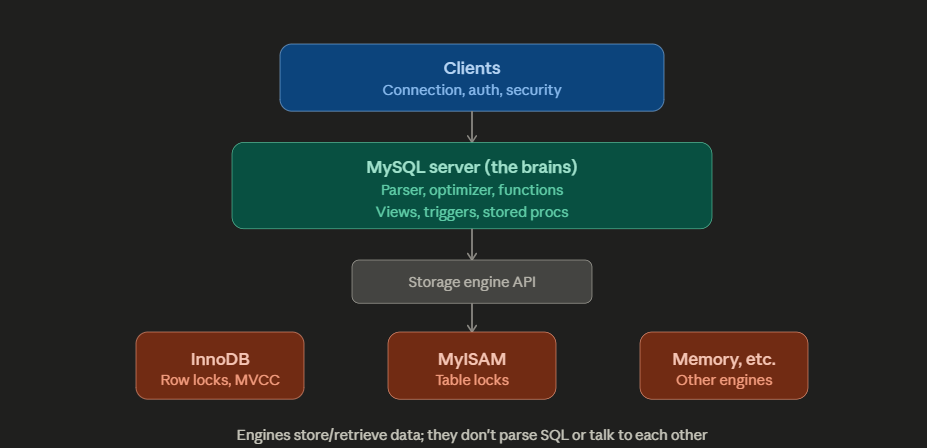 Clients
Connection, auth, security
MySQL server (the brains)
Parser, optimizer, functions
Views, triggers, stored procs
Storage engine API
InnoDB
Row locks, MVCC
MyISAM
Table locks
Memory, etc.
Other engines
Engines store/retrieve data; they don't parse SQL or talk to each other